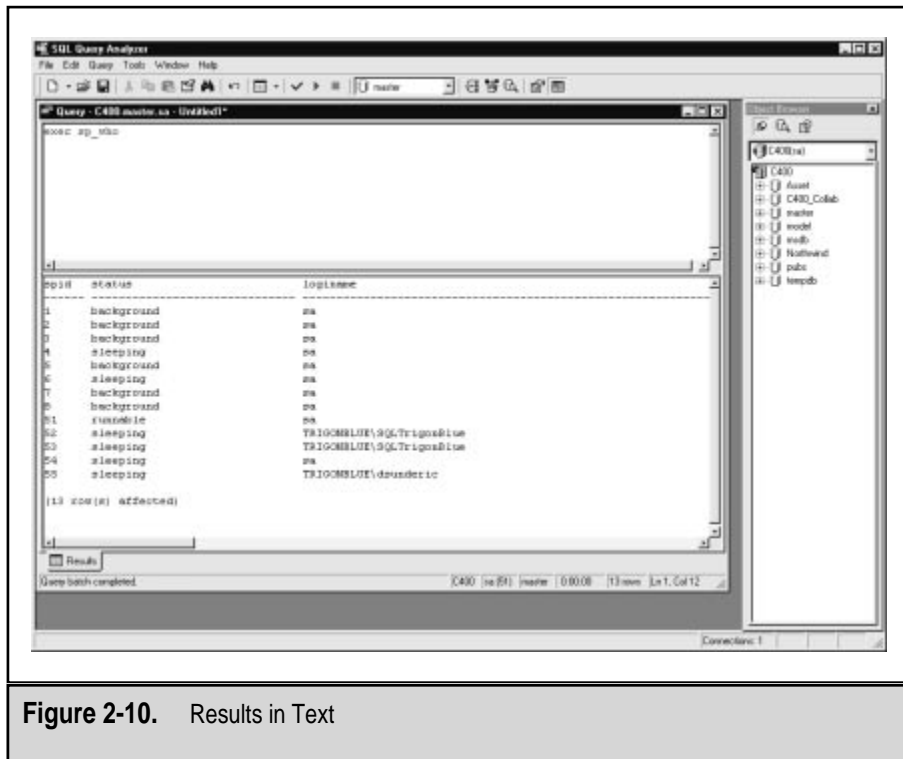 SQL Query Analyzer
File Edit Query Tools Window Help
master
Query - C400.master.sa - Untitled1*
exec sp_who
spid status loginame
1 background sa
2 background sa
3 background sa
4 sleeping sa
5 background sa
6 sleeping sa
7 background sa
8 background sa
51 runnable sa
52 sleeping TRIGONBLUE\SQLTrigonBlue
53 sleeping TRIGONBLUE\SQLTrigonBlue
54 sleeping sa
55 sleeping TRIGONBLUE\dsunderic
(13 row(s) affected)
Results
Query batch completed.
C400 sa (51) master 0:00:00 13 rows Ln 1, Col 12
Object Browser
C400(sa)
C400
Asset
C400_Collab
master
model
msdb
Northwind
pubs
tempdb
Connections: 1
Figure 2-10. Results in Text